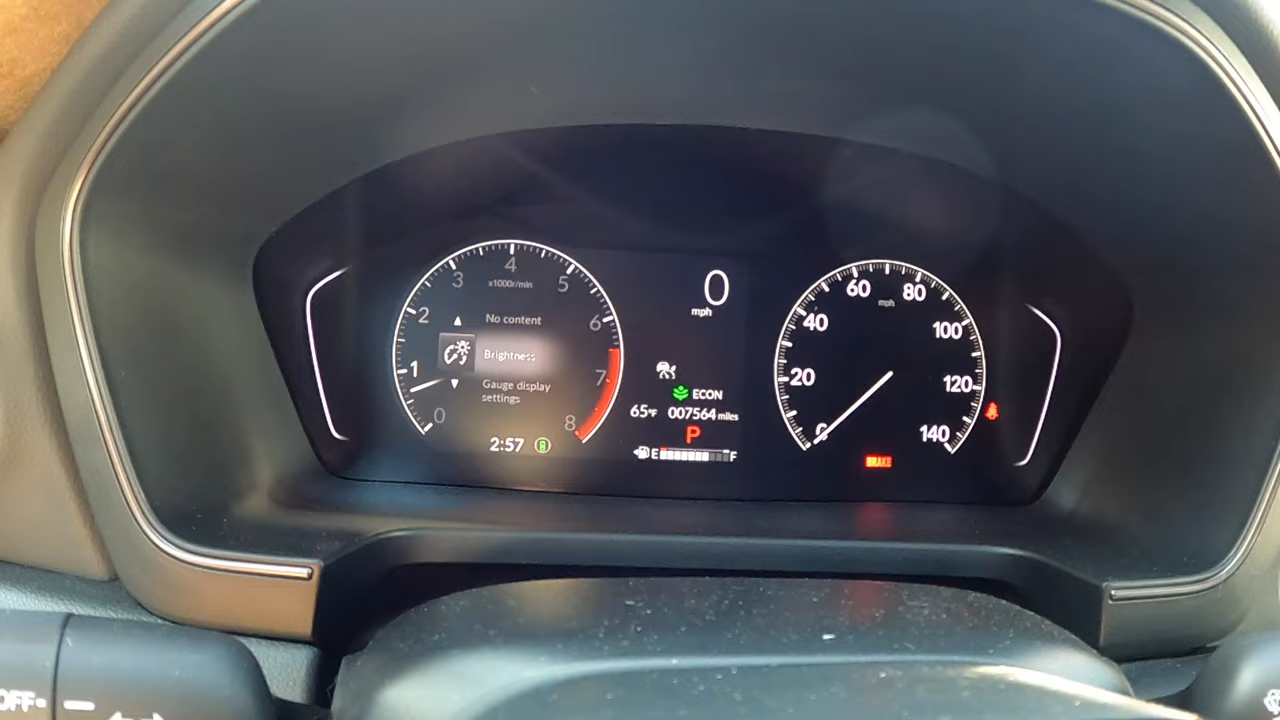 0 1 2 3 4 5 6 7 8
x1000r/min
No content
Brightness
Gauge display
settings
2:57
0
mph
ECON
65°F 007564 miles
P
E F
0 20 40 60 80 100 120 140
mph
BRAKE
OFF